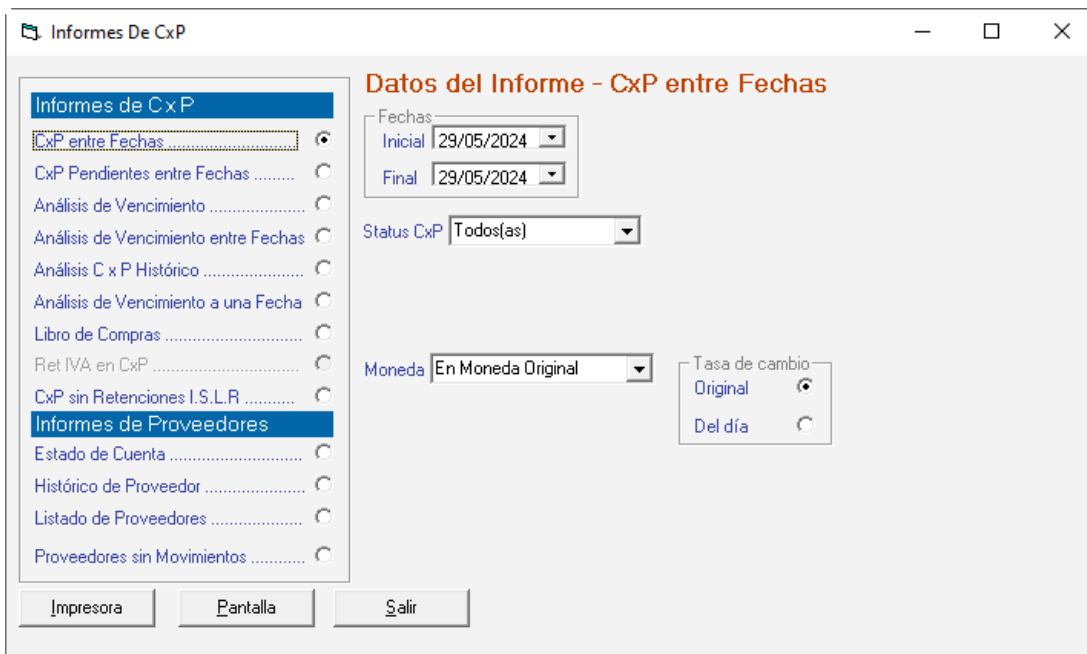 Informes De CxP
Informes de C x P
CxP entre Fechas ............................
CxP Pendientes entre Fechas .........
Análisis de Vencimiento .....................
Análisis de Vencimiento entre Fechas
Análisis C x P Histórico ......................
Análisis de Vencimiento a una Fecha
Libro de Compras ..............................
Ret IVA en CxP ................................
CxP sin Retenciones I.S.L.R ...........
Informes de Proveedores
Estado de Cuenta .............................
Histórico de Proveedor ......................
Listado de Proveedores ....................
Proveedores sin Movimientos ............
Datos del Informe - CxP entre Fechas
Fechas
Inicial 29/05/2024
Final 29/05/2024
Status CxP Todos(as)
Moneda En Moneda Original
Tasa de cambio
Original
Del día
Impresora Pantalla Salir